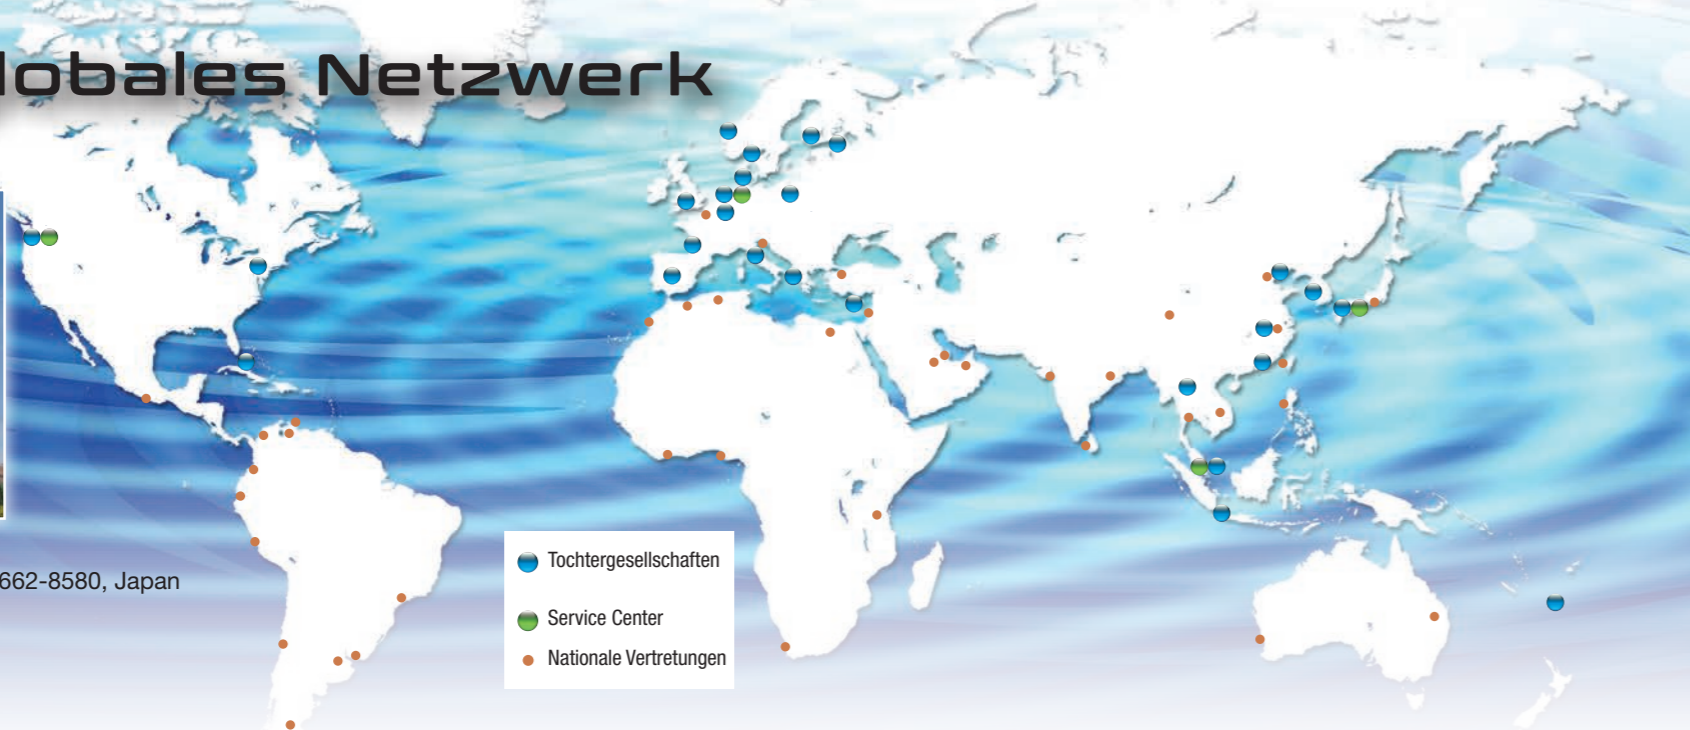 lobales Netzwerk
662-8580, Japan
Tochtergesellschaften
Service Center
Nationale Vertretungen